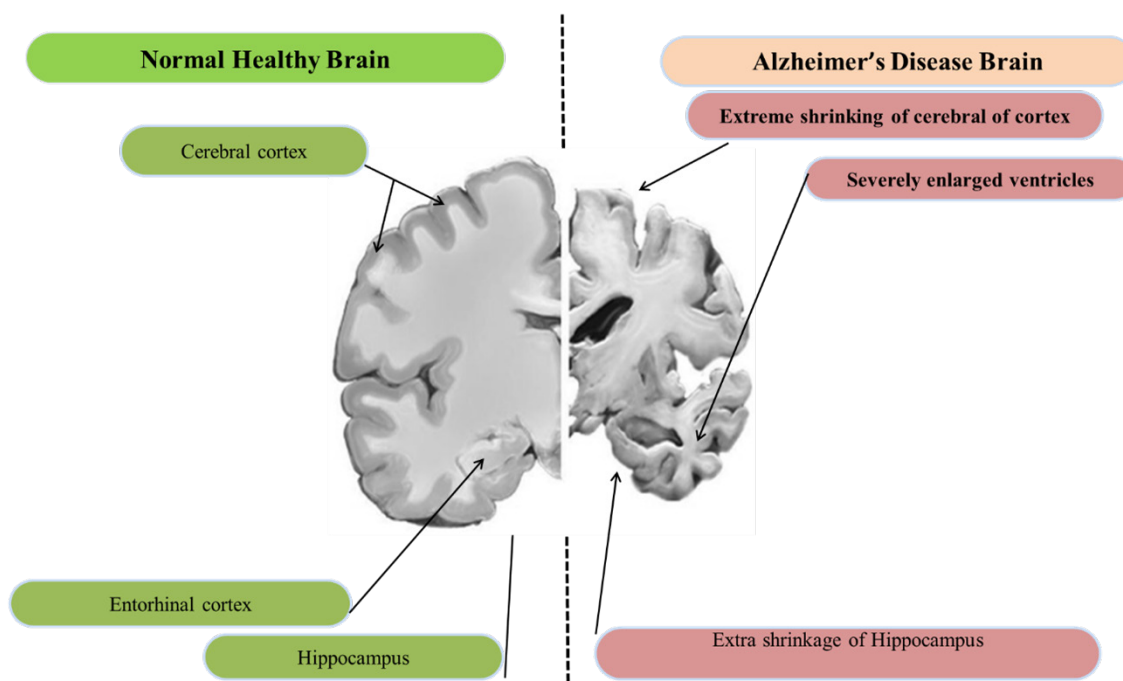 Normal Healthy Brain
Alzheimer's Disease Brain
Extreme shrinking of cerebral of cortex
Cerebral cortex
Severely enlarged ventricles
Entorhinal cortex
Hippocampus
Extra shrinkage of Hippocampus